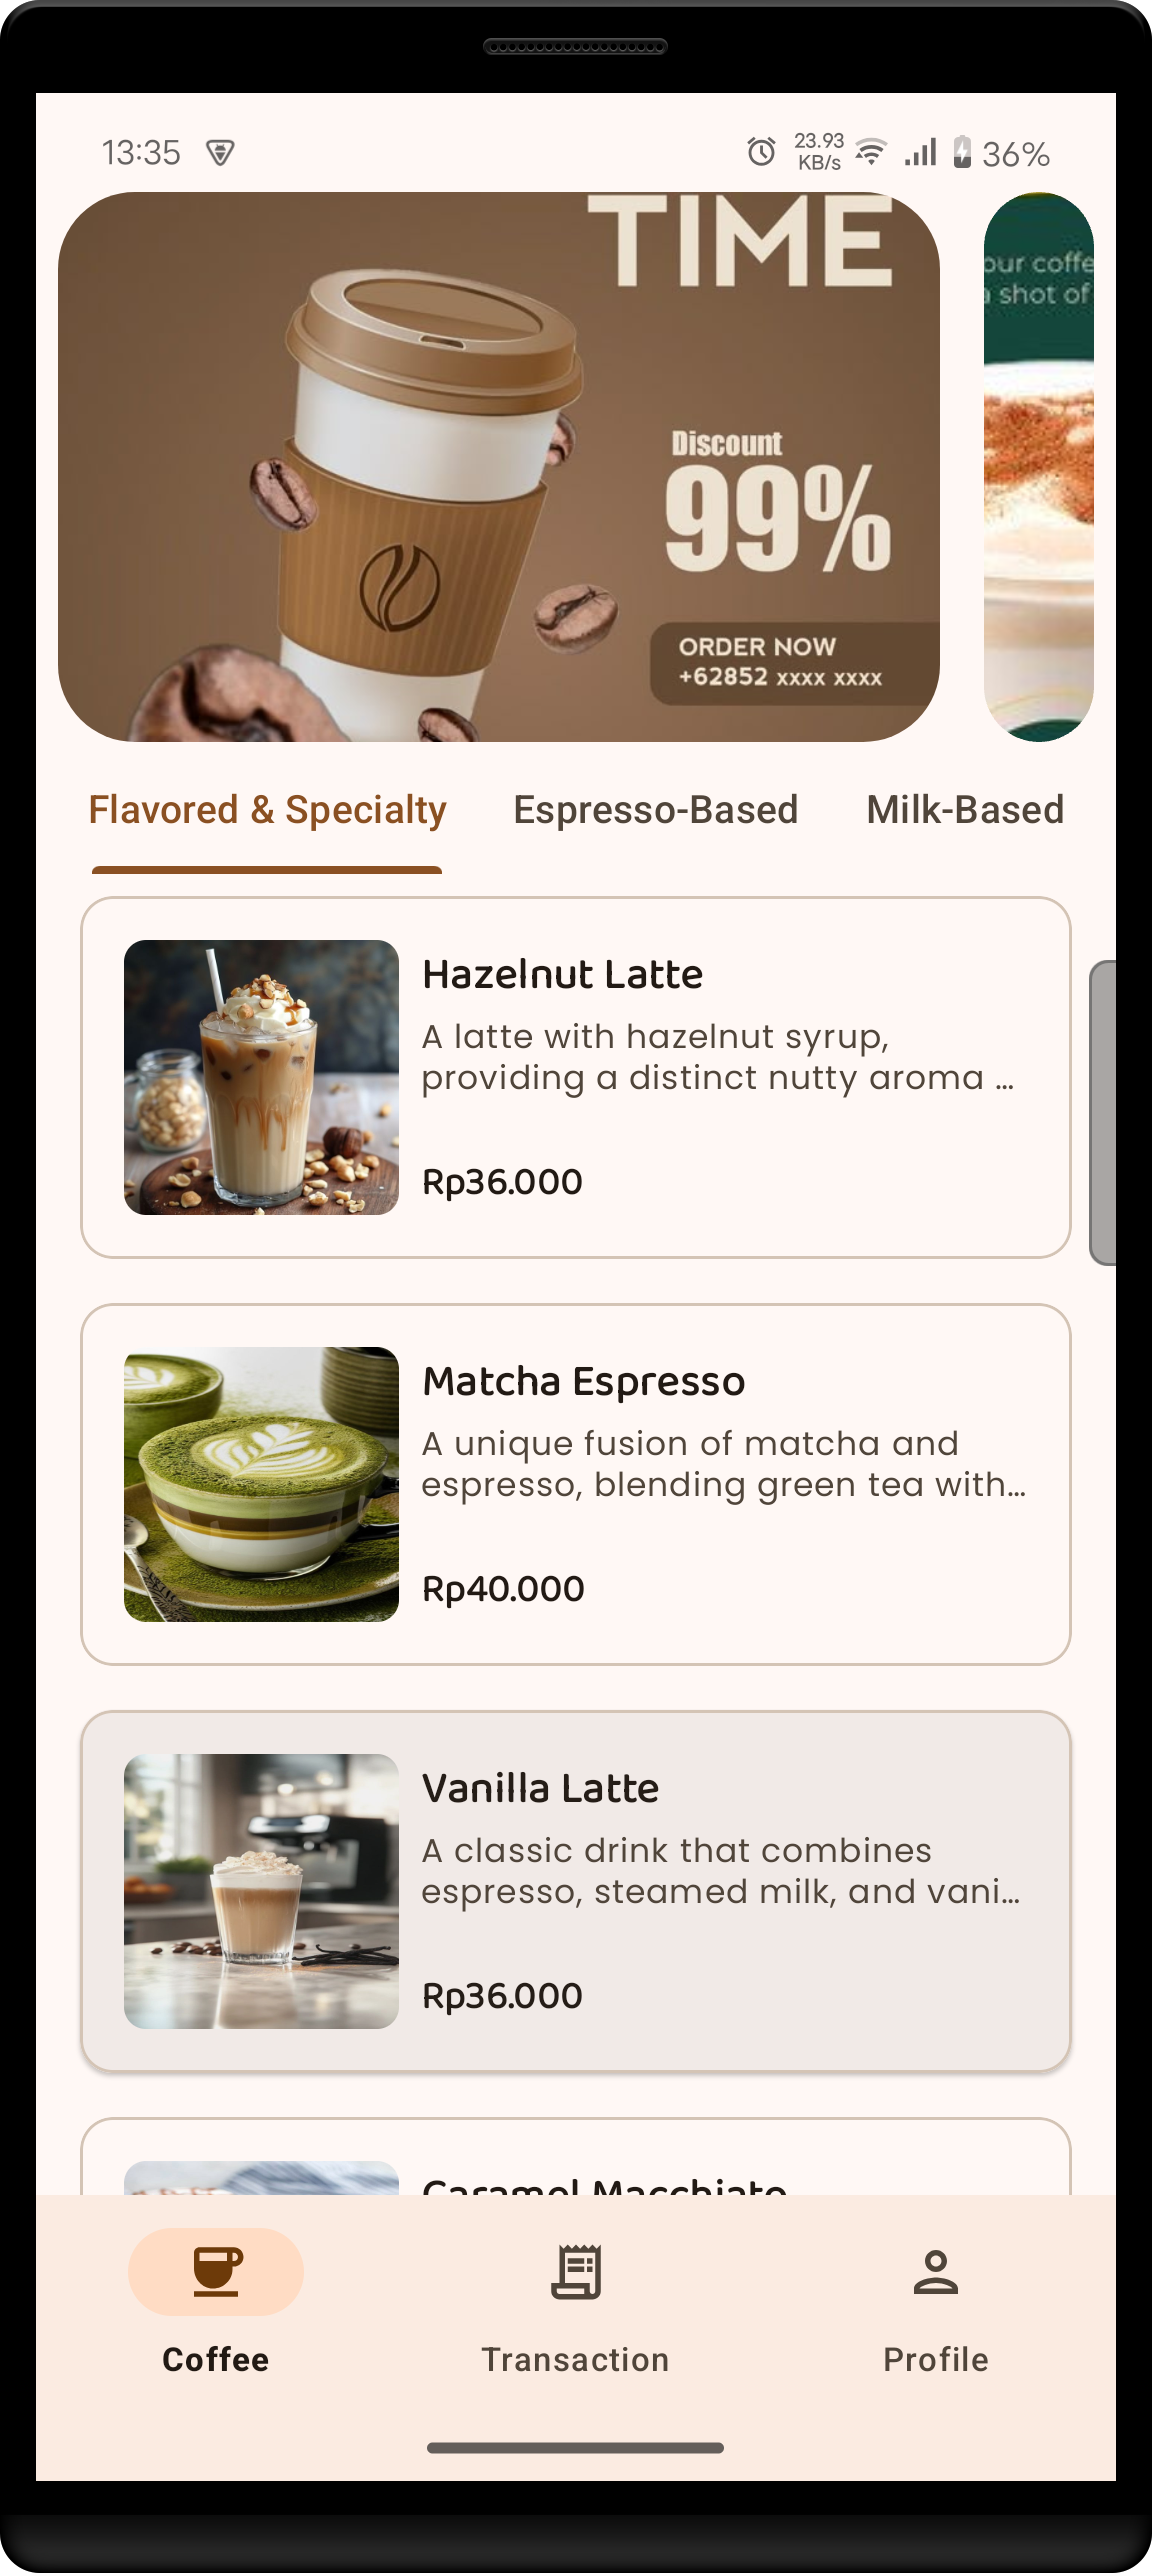 13:35
23.93
KB/s
36%
TIME
Discount
99%
ORDER NOW
+62852 xxxx xxxx
our coffe
a shot of
Flavored & Specialty
Espresso-Based
Milk-Based
Hazelnut Latte
A latte with hazelnut syrup,
providing a distinct nutty aroma ...
Rp36.000
Matcha Espresso
A unique fusion of matcha and
espresso, blending green tea with...
Rp40.000
Vanilla Latte
A classic drink that combines
espresso, steamed milk, and vani...
Rp36.000
Caramel Macchiato
Coffee
Transaction
Profile